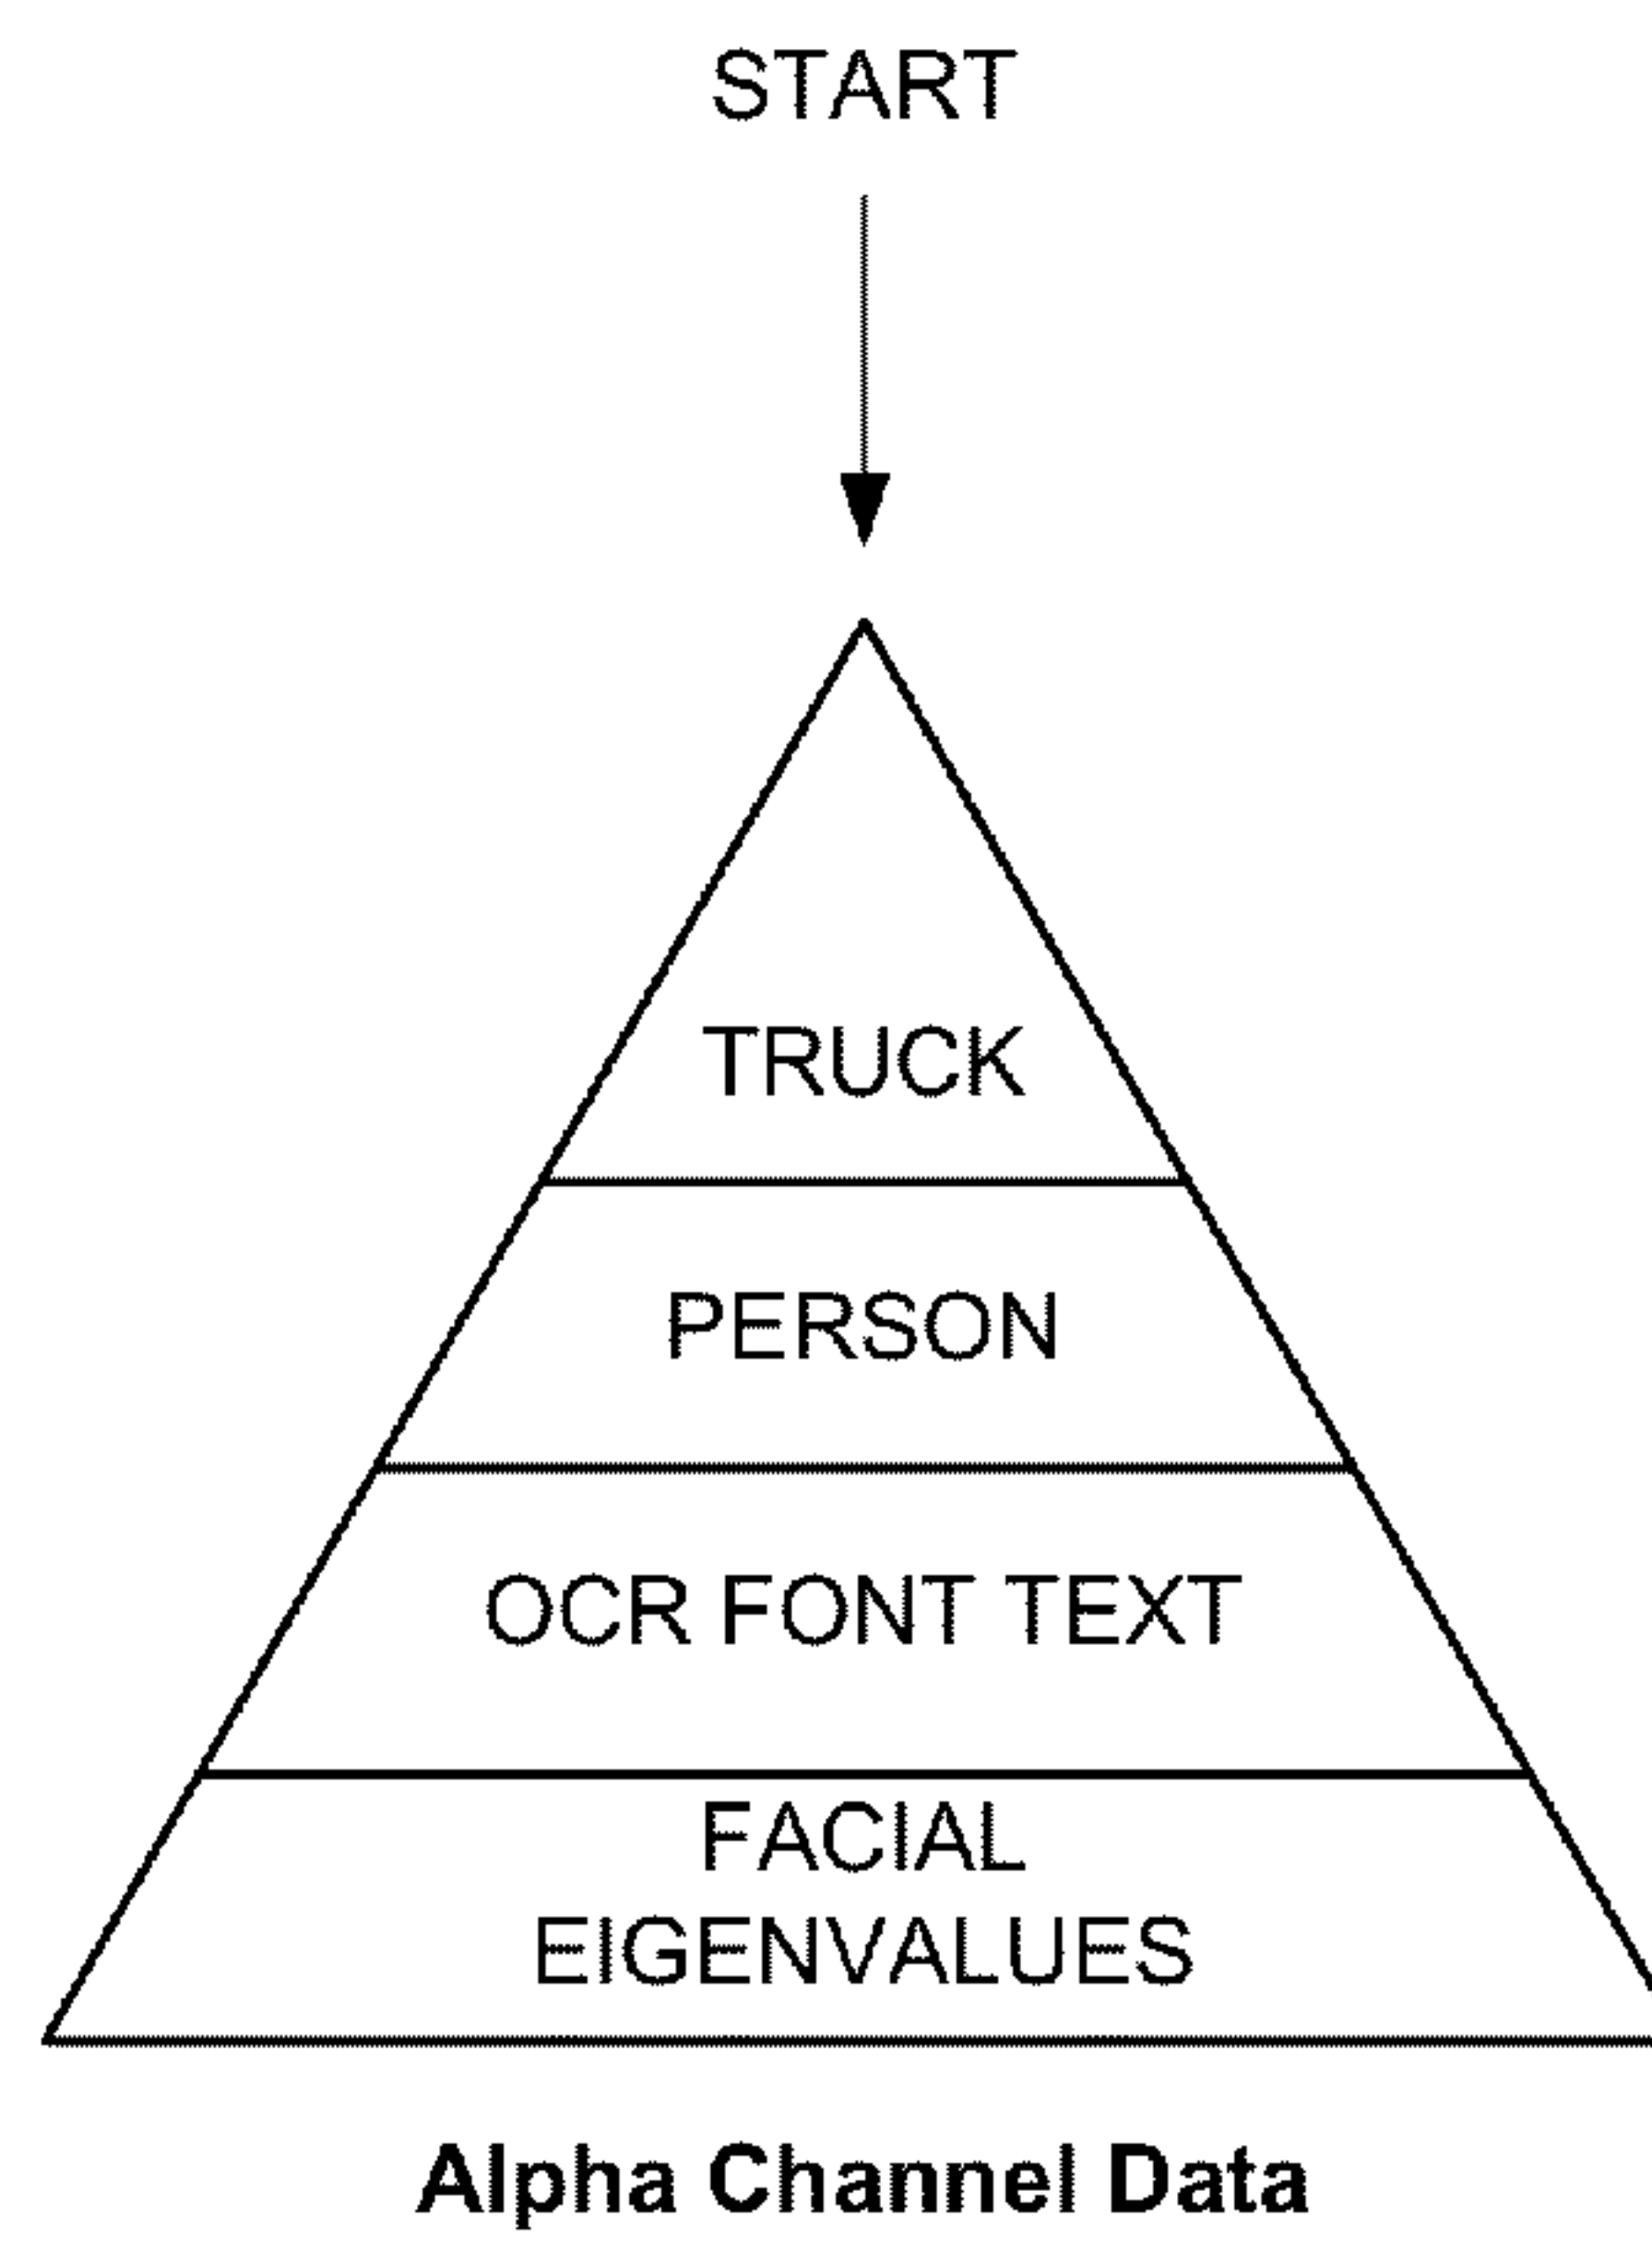 START
TRUCK
PERSON
OCR FONT TEXT
FACIAL
EIGENVALUES
Alpha Channel Data